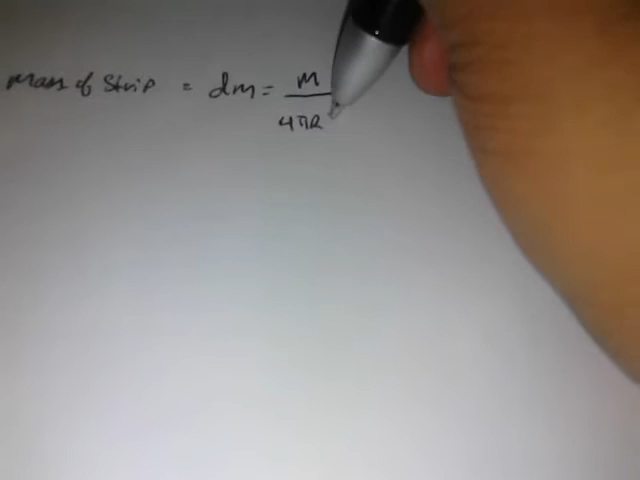 Mass of Strip = dm = M
4πR